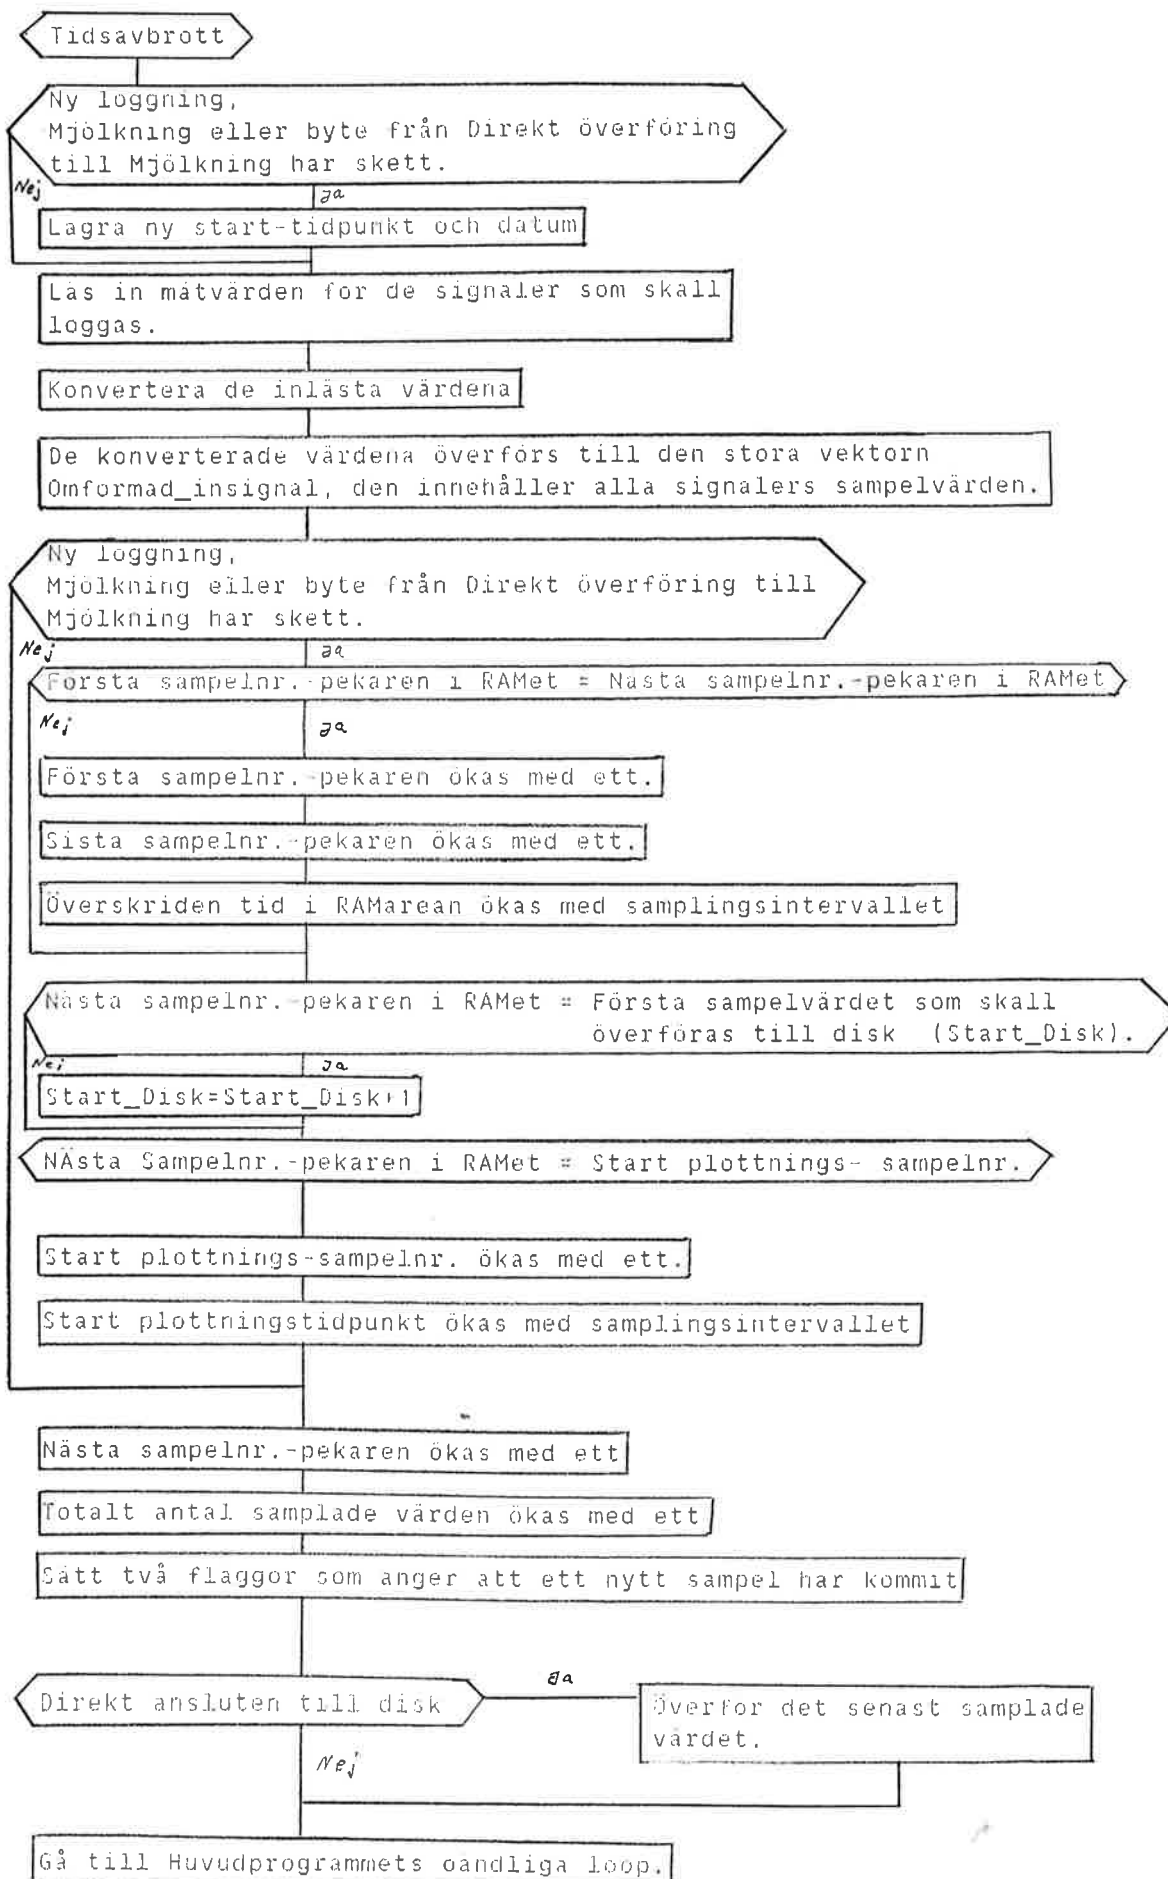 Tidsavbrott
Ny loggning,
Mjölkning eller byte från Direkt överföring
till Mjölkning har skett.
Nej
Ja
Lagra ny start-tidpunkt och datum
Läs in mätvärden för de signaler som skall
loggas.
Konvertera de inlästa värdena
De konverterade värdena överförs till den stora vektorn
Omformad_insignal, den innehåller alla signalers sampelvärden.
Ny loggning,
Mjölkning eller byte från Direkt överföring till
Mjölkning har skett.
Nej
Ja
Första sampelnr.-pekaren i RAMet = Nästa sampelnr.-pekaren i RAMet
Nej
Ja
Första sampelnr.-pekaren ökas med ett.
Sista sampelnr.-pekaren ökas med ett.
Överskriden tid i RAMarean ökas med samplingsintervallet
Nästa sampelnr.-pekaren i RAMet = Första sampelvärdet som skall
överföras till disk (Start_Disk).
Nej
Ja
Start_Disk=Start_Disk+1
NÄsta Sampelnr.-pekaren i RAMet = Start plottnings- sampelnr.
Start plottnings-sampelnr. ökas med ett.
Start plottningstidpunkt ökas med samplingsintervallet
Nästa sampelnr.-pekaren ökas med ett
Totalt antal samplade värden ökas med ett
Sätt två flaggor som anger att ett nytt sampel har kommit
Ja
Direkt ansluten till disk
Överför det senast samplade
värdet.
Nej
Gå till Huvudprogrammets oändliga loop.